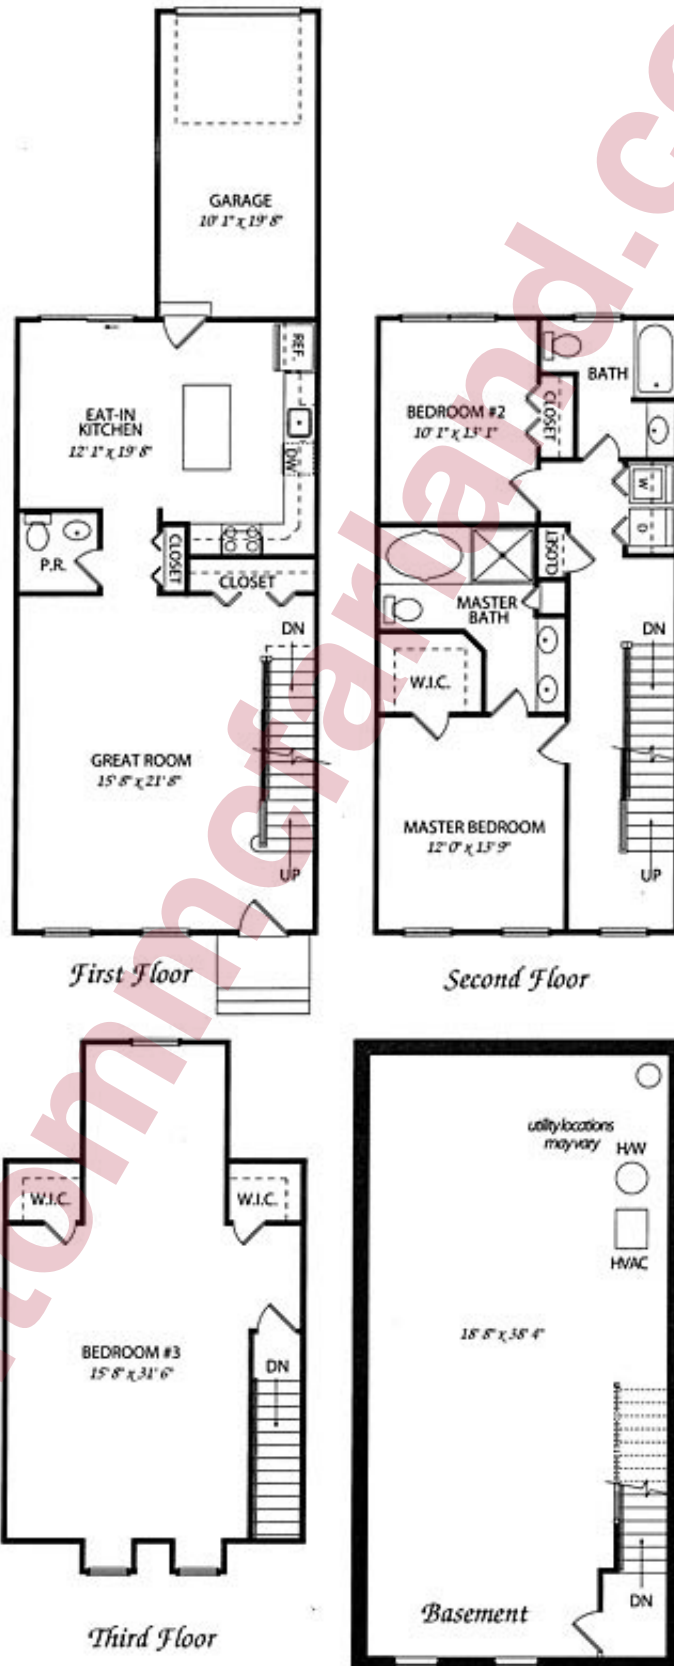 GARAGE
10' 1" x 19' 8"
REF.
EAT-IN
KITCHEN
12' 1" x 19' 8"
DW
P.R.
CLOSET
CLOSET
DN
GREAT ROOM
15' 8" x 21' 8"
UP
First Floor
BATH
BEDROOM #2
10' 1" x 13' 1"
CLOSET
W
D
CLOSET
MASTER
BATH
W.I.C.
DN
MASTER BEDROOM
12' 0" x 13' 9"
UP
Second Floor
W.I.C.
W.I.C.
BEDROOM #3
15' 8" x 31' 6"
DN
Third Floor
utility locations
may vary
H/W
HVAC
18' 8" x 38' 4"
DN
Basement
tommcfarland.co